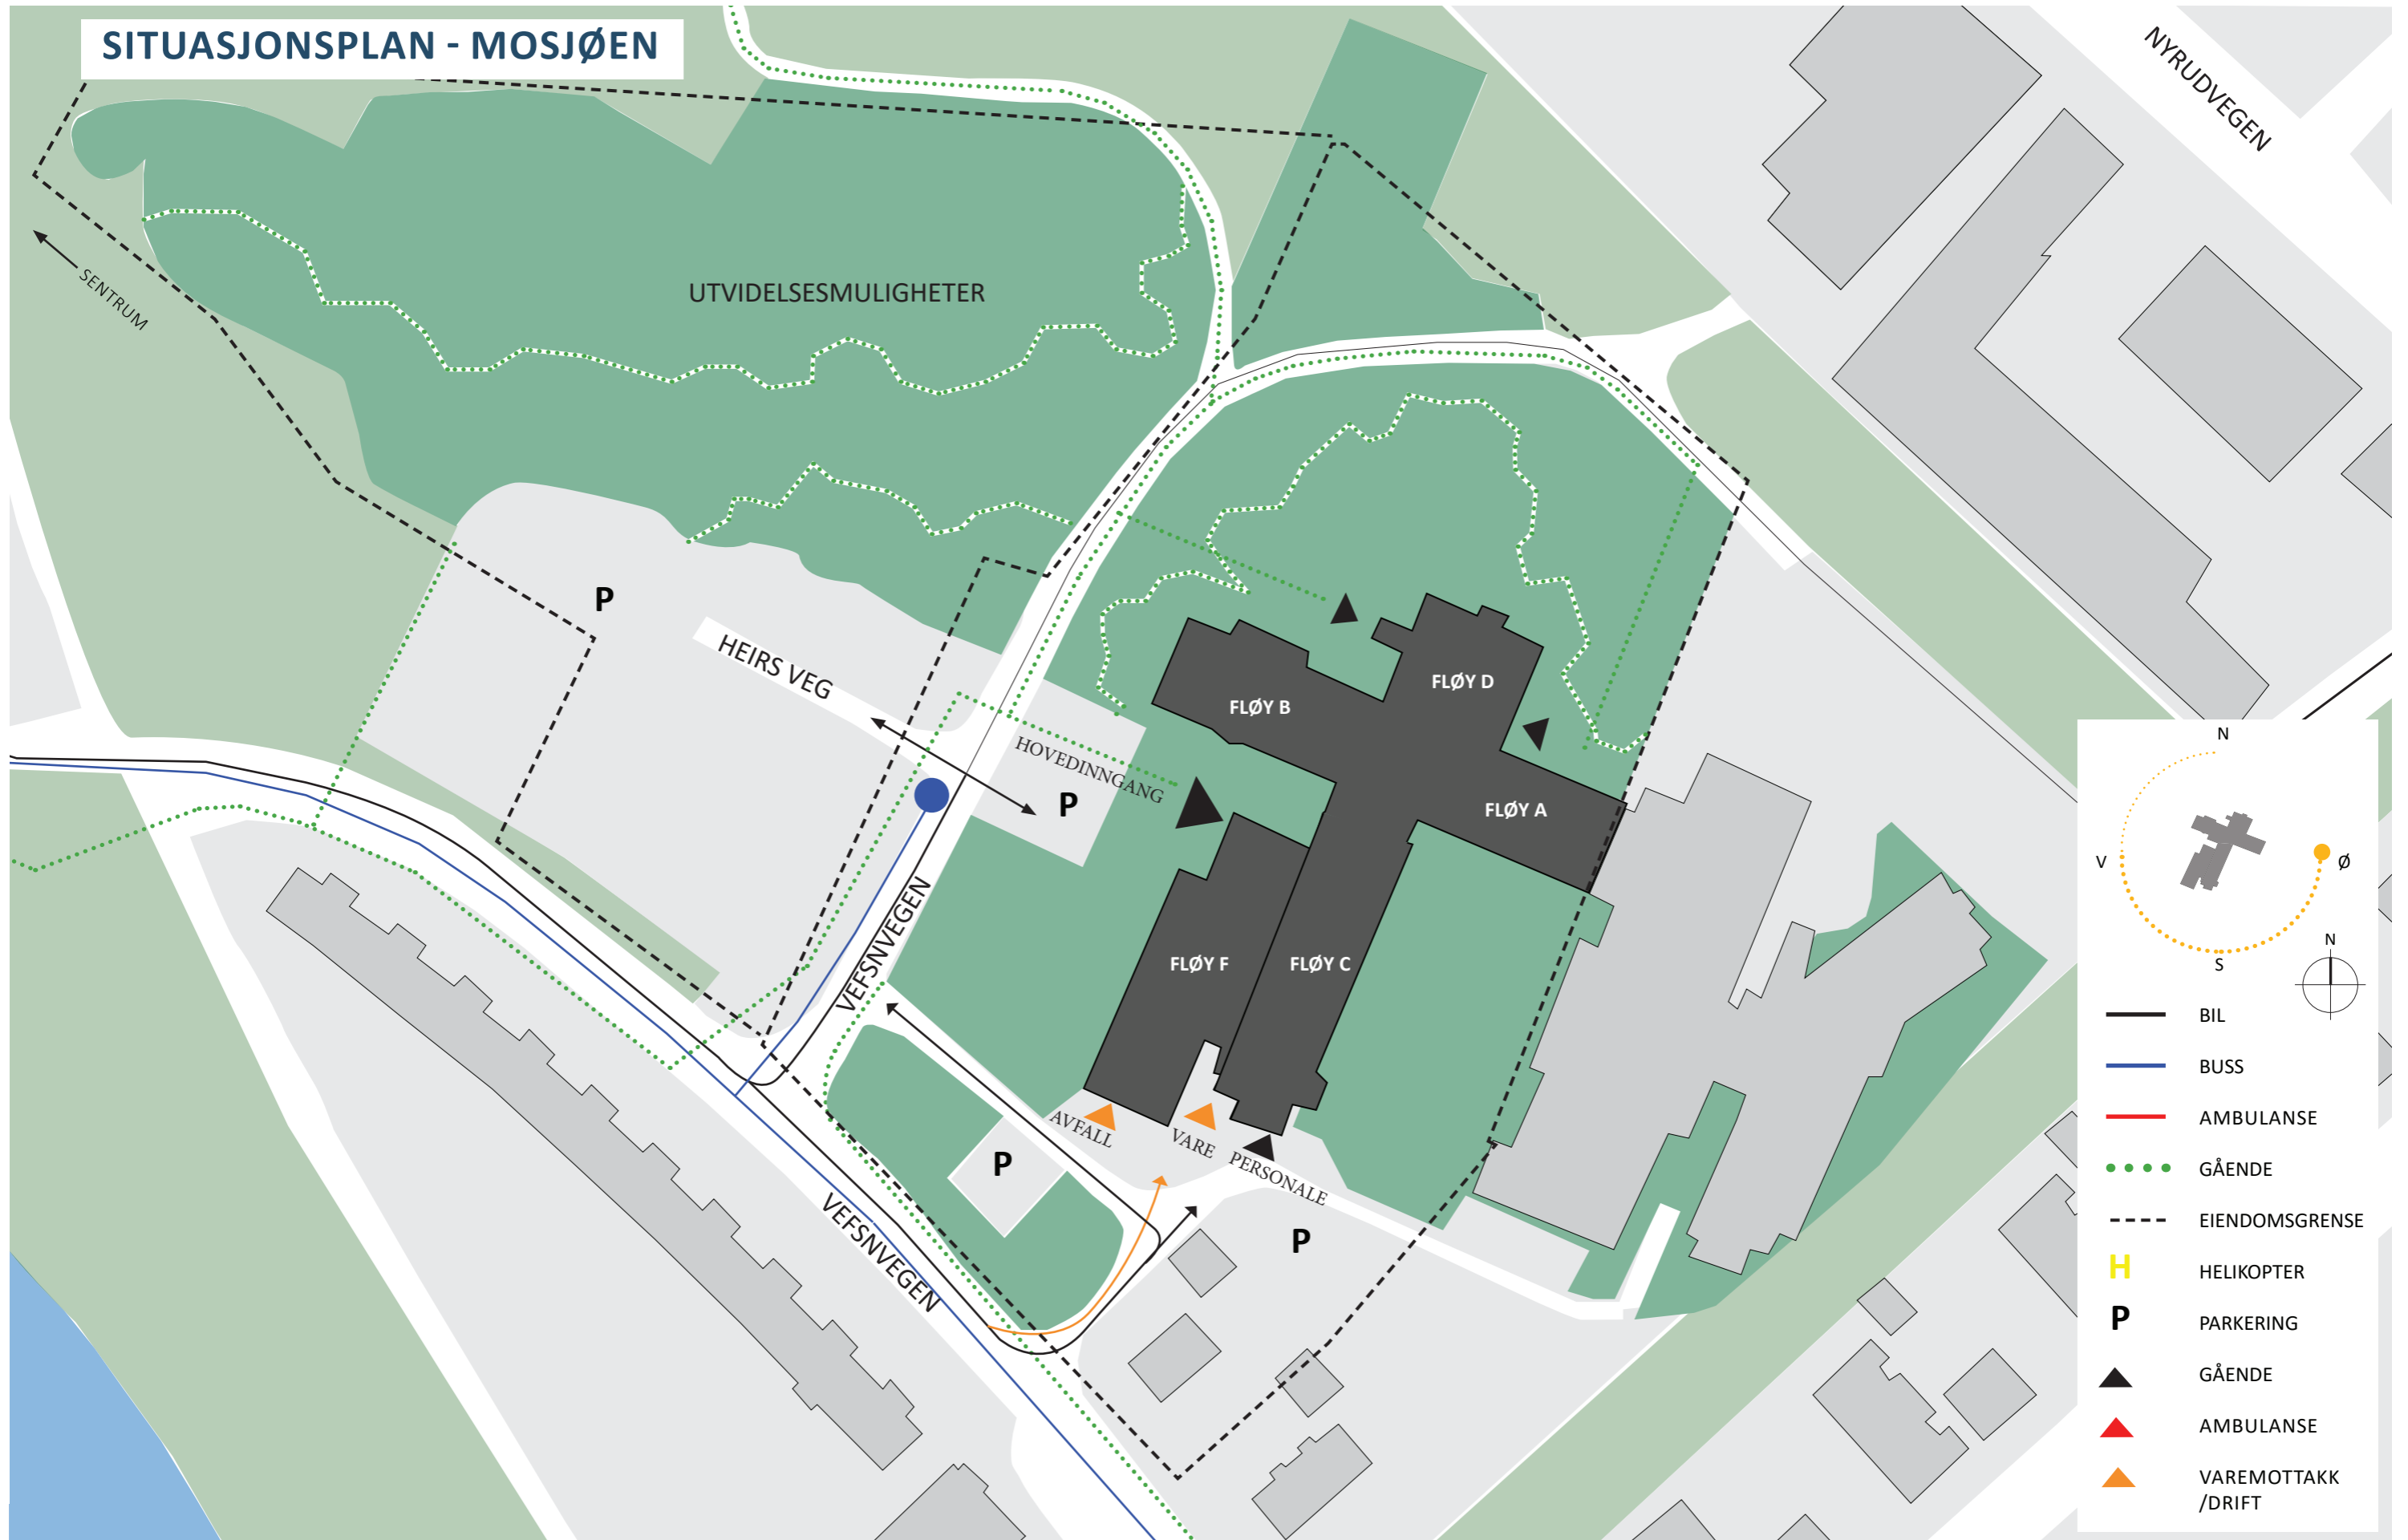 SITUASJONSPLAN - MOSJØEN
NYRUDVEGEN
SENTRUM
UTVIDELSESMULIGHETER
P
HEIRS VEG
HOVEDINNGANG
P
FLØY B
FLØY D
FLØY A
FLØY F
FLØY C
VEFSNVEGEN
AVFALL
VARE
PERSONALE
P
P
VEFSNVEGEN
N
V
Ø
S
N
BIL
BUSS
AMBULANSE
GÅENDE
EIENDOMSGRENSE
H HELIKOPTER
P PARKERING
GÅENDE
AMBULANSE
VAREMOTTAKK
/DRIFT